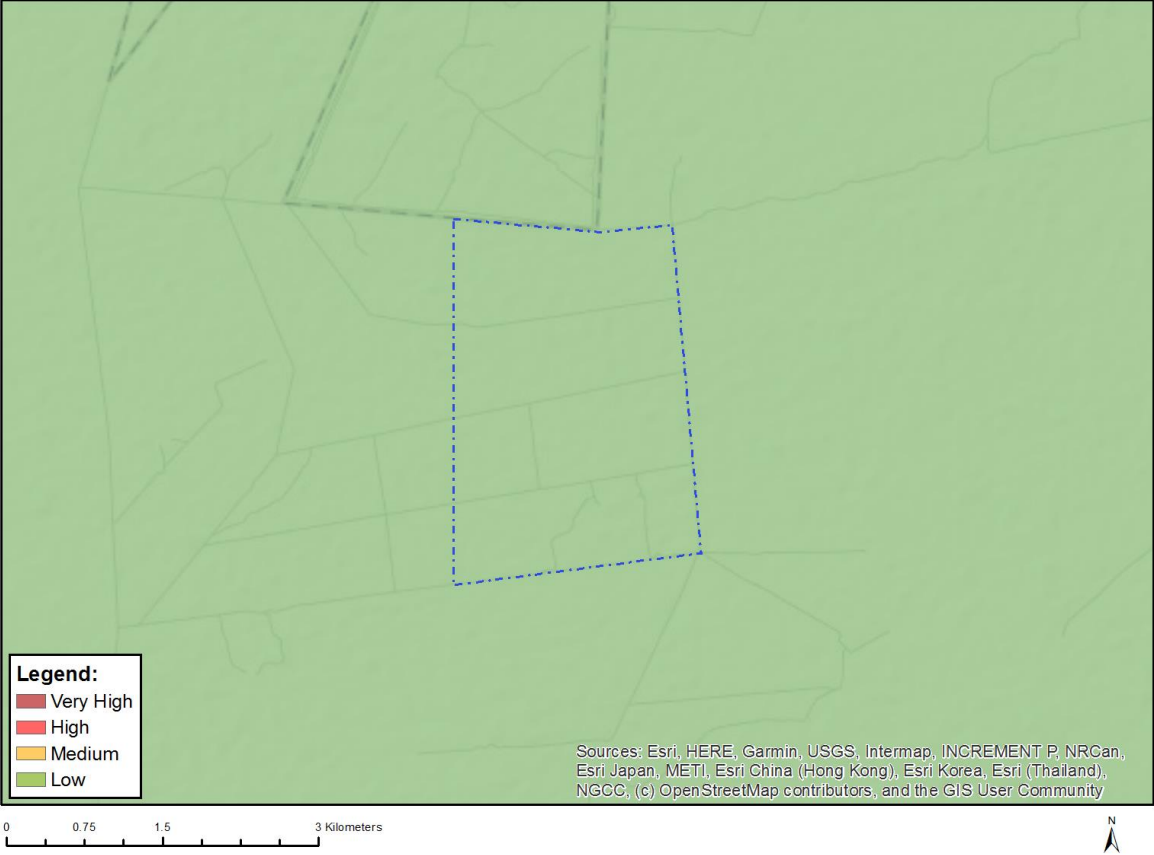 Legend:
Very High
High
Medium
Low
Sources: Esri, HERE, Garmin, USGS, Intermap, INCREMENT P, NRCan,
Esri Japan, METI, Esri China (Hong Kong), Esri Korea, Esri (Thailand),
NGCC, (c) OpenStreetMap contributors, and the GIS User Community
0 0.75 1.5 3 Kilometers
N